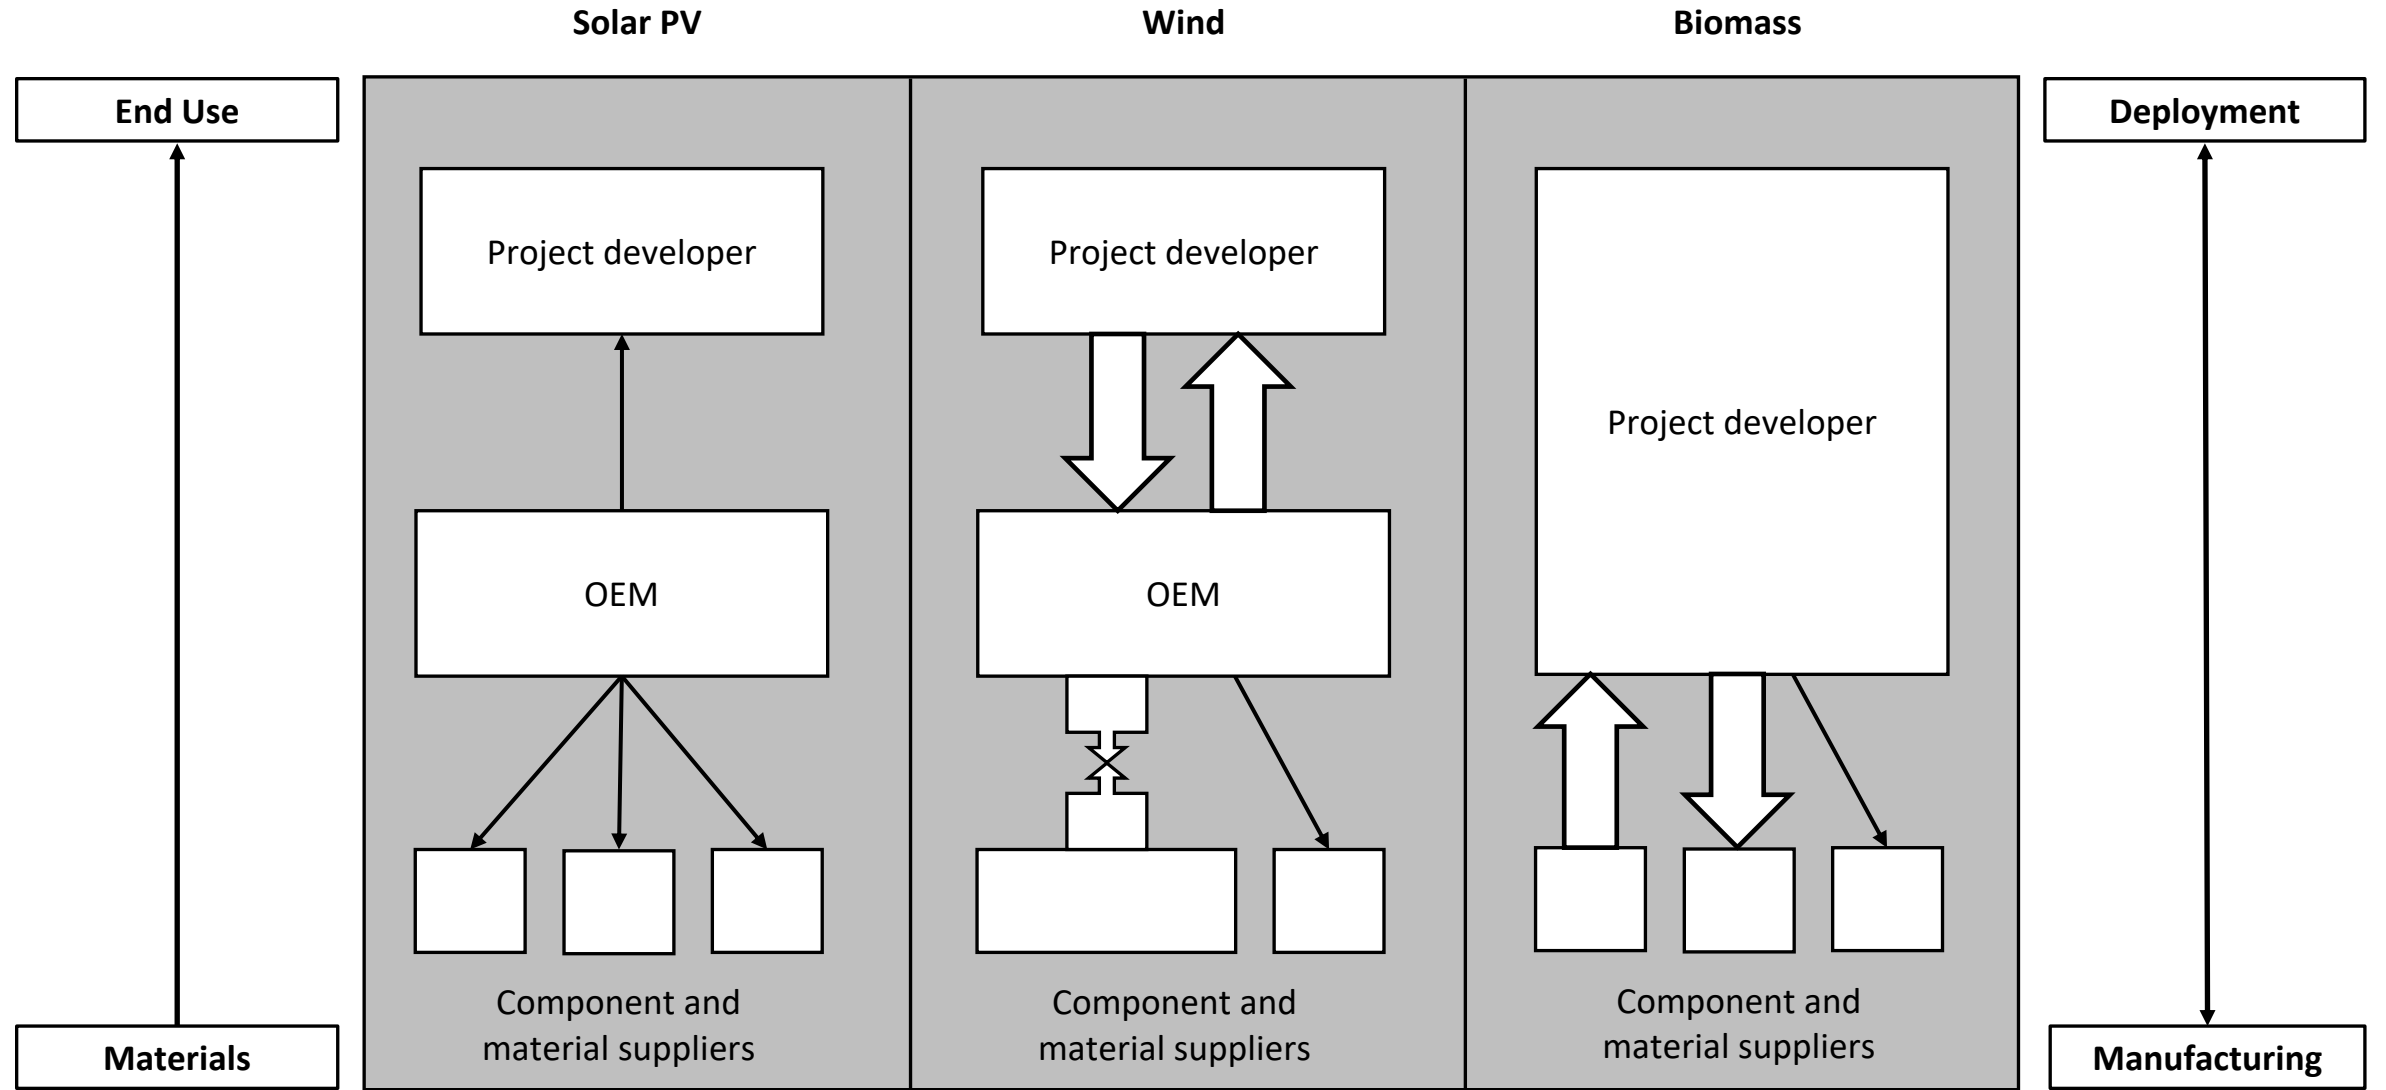 Solar PV
Wind
Biomass
End Use
Deployment
Project developer
Project developer
Project developer
OEM
OEM
Component and
material suppliers
Component and
material suppliers
Component and
material suppliers
Materials
Manufacturing